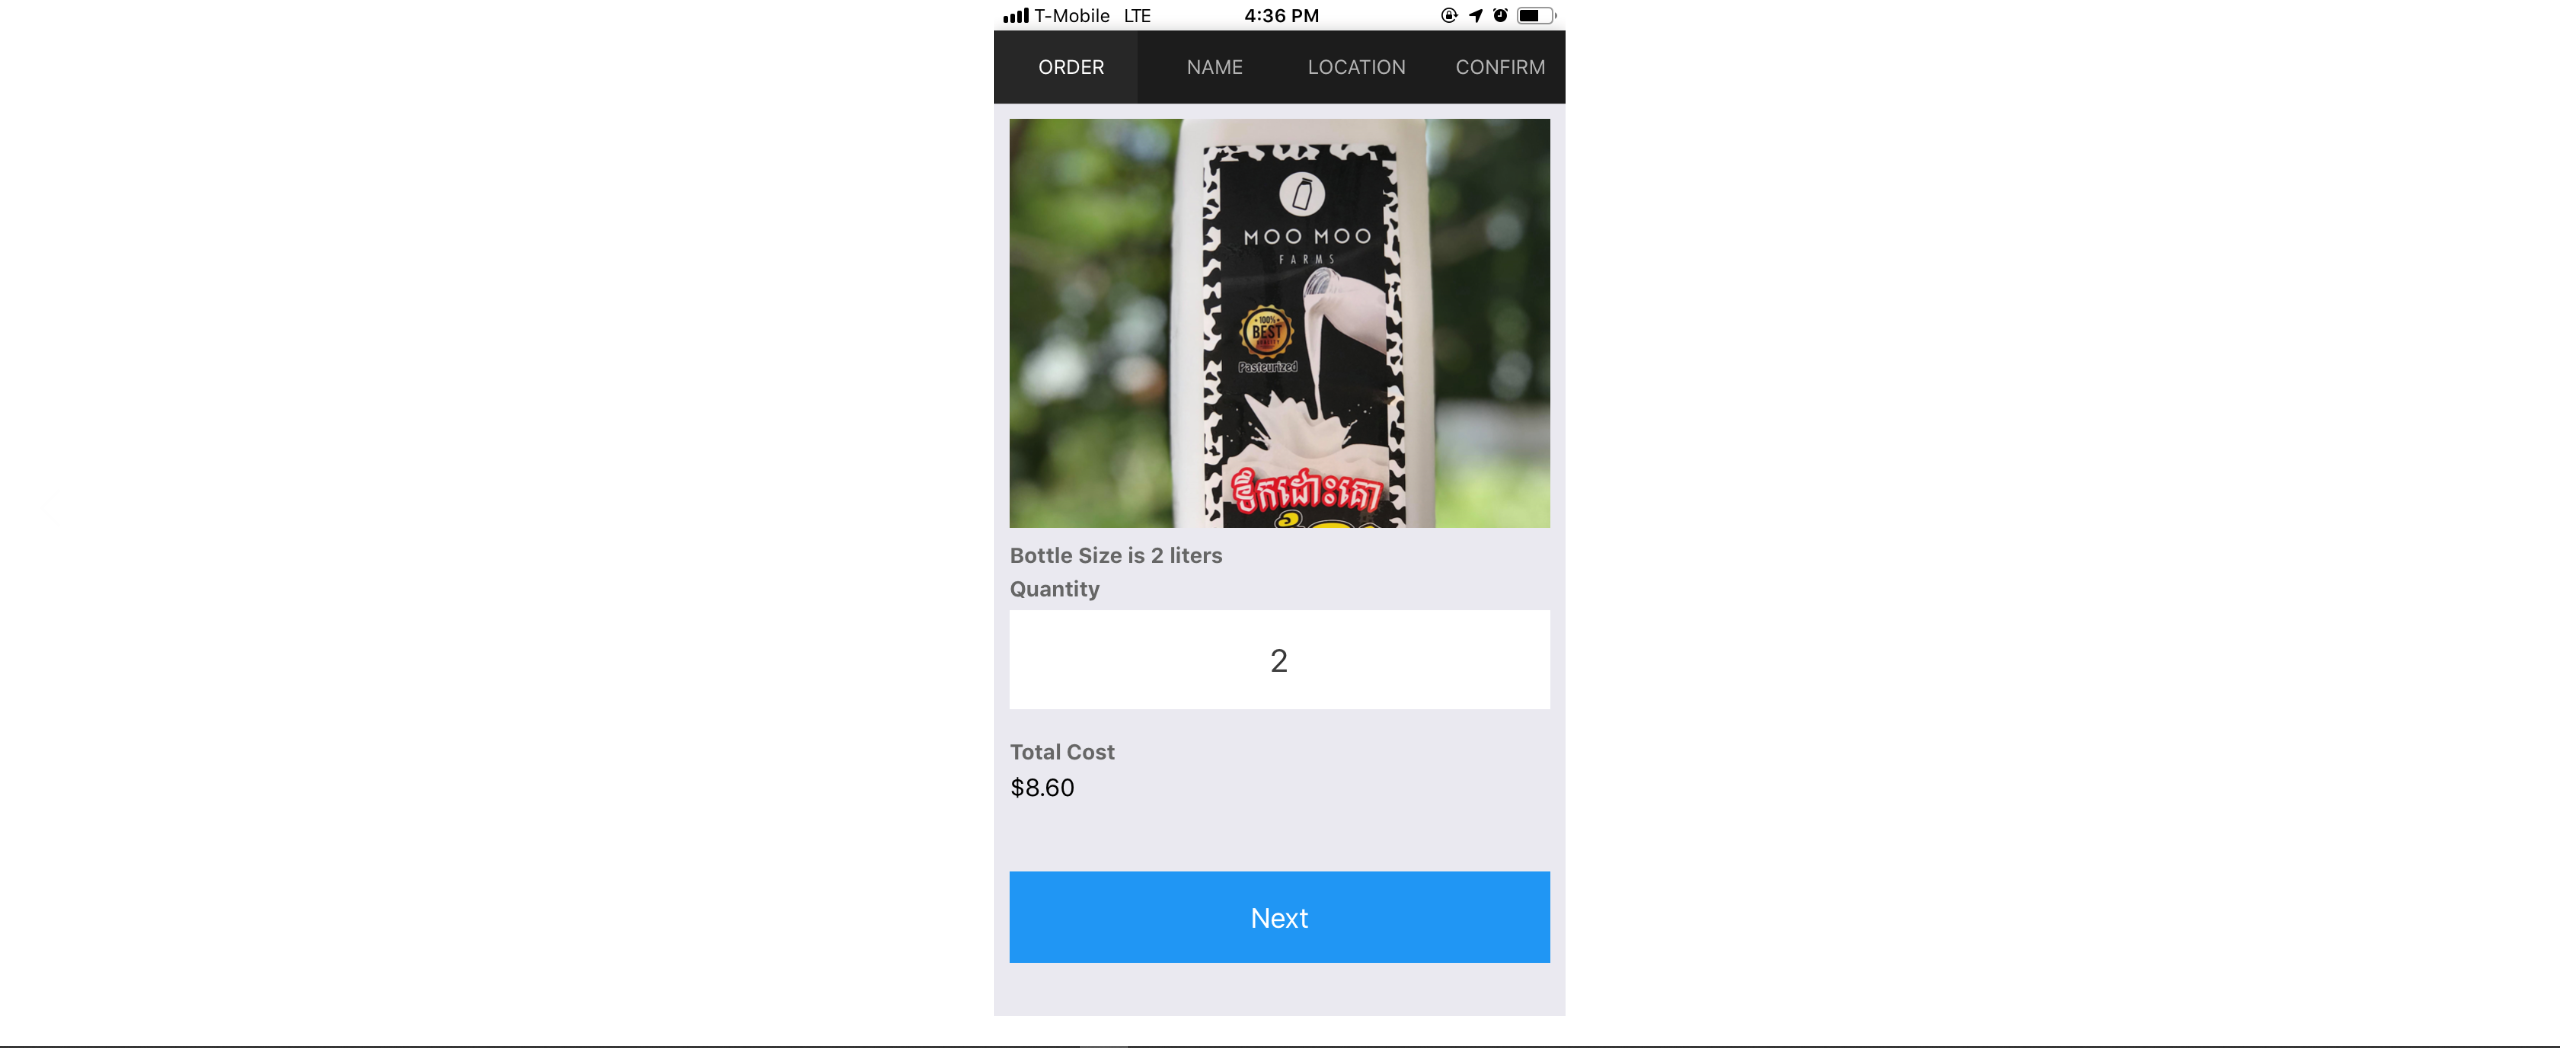 T-Mobile LTE 4:36 PM
ORDER NAME LOCATION CONFIRM
MOO MOO
FARMS
100%
BEST
QUALITY
Pasteurized
ទឹកដោះគោ
Bottle Size is 2 liters
Quantity
2
Total Cost
$8.60
Next